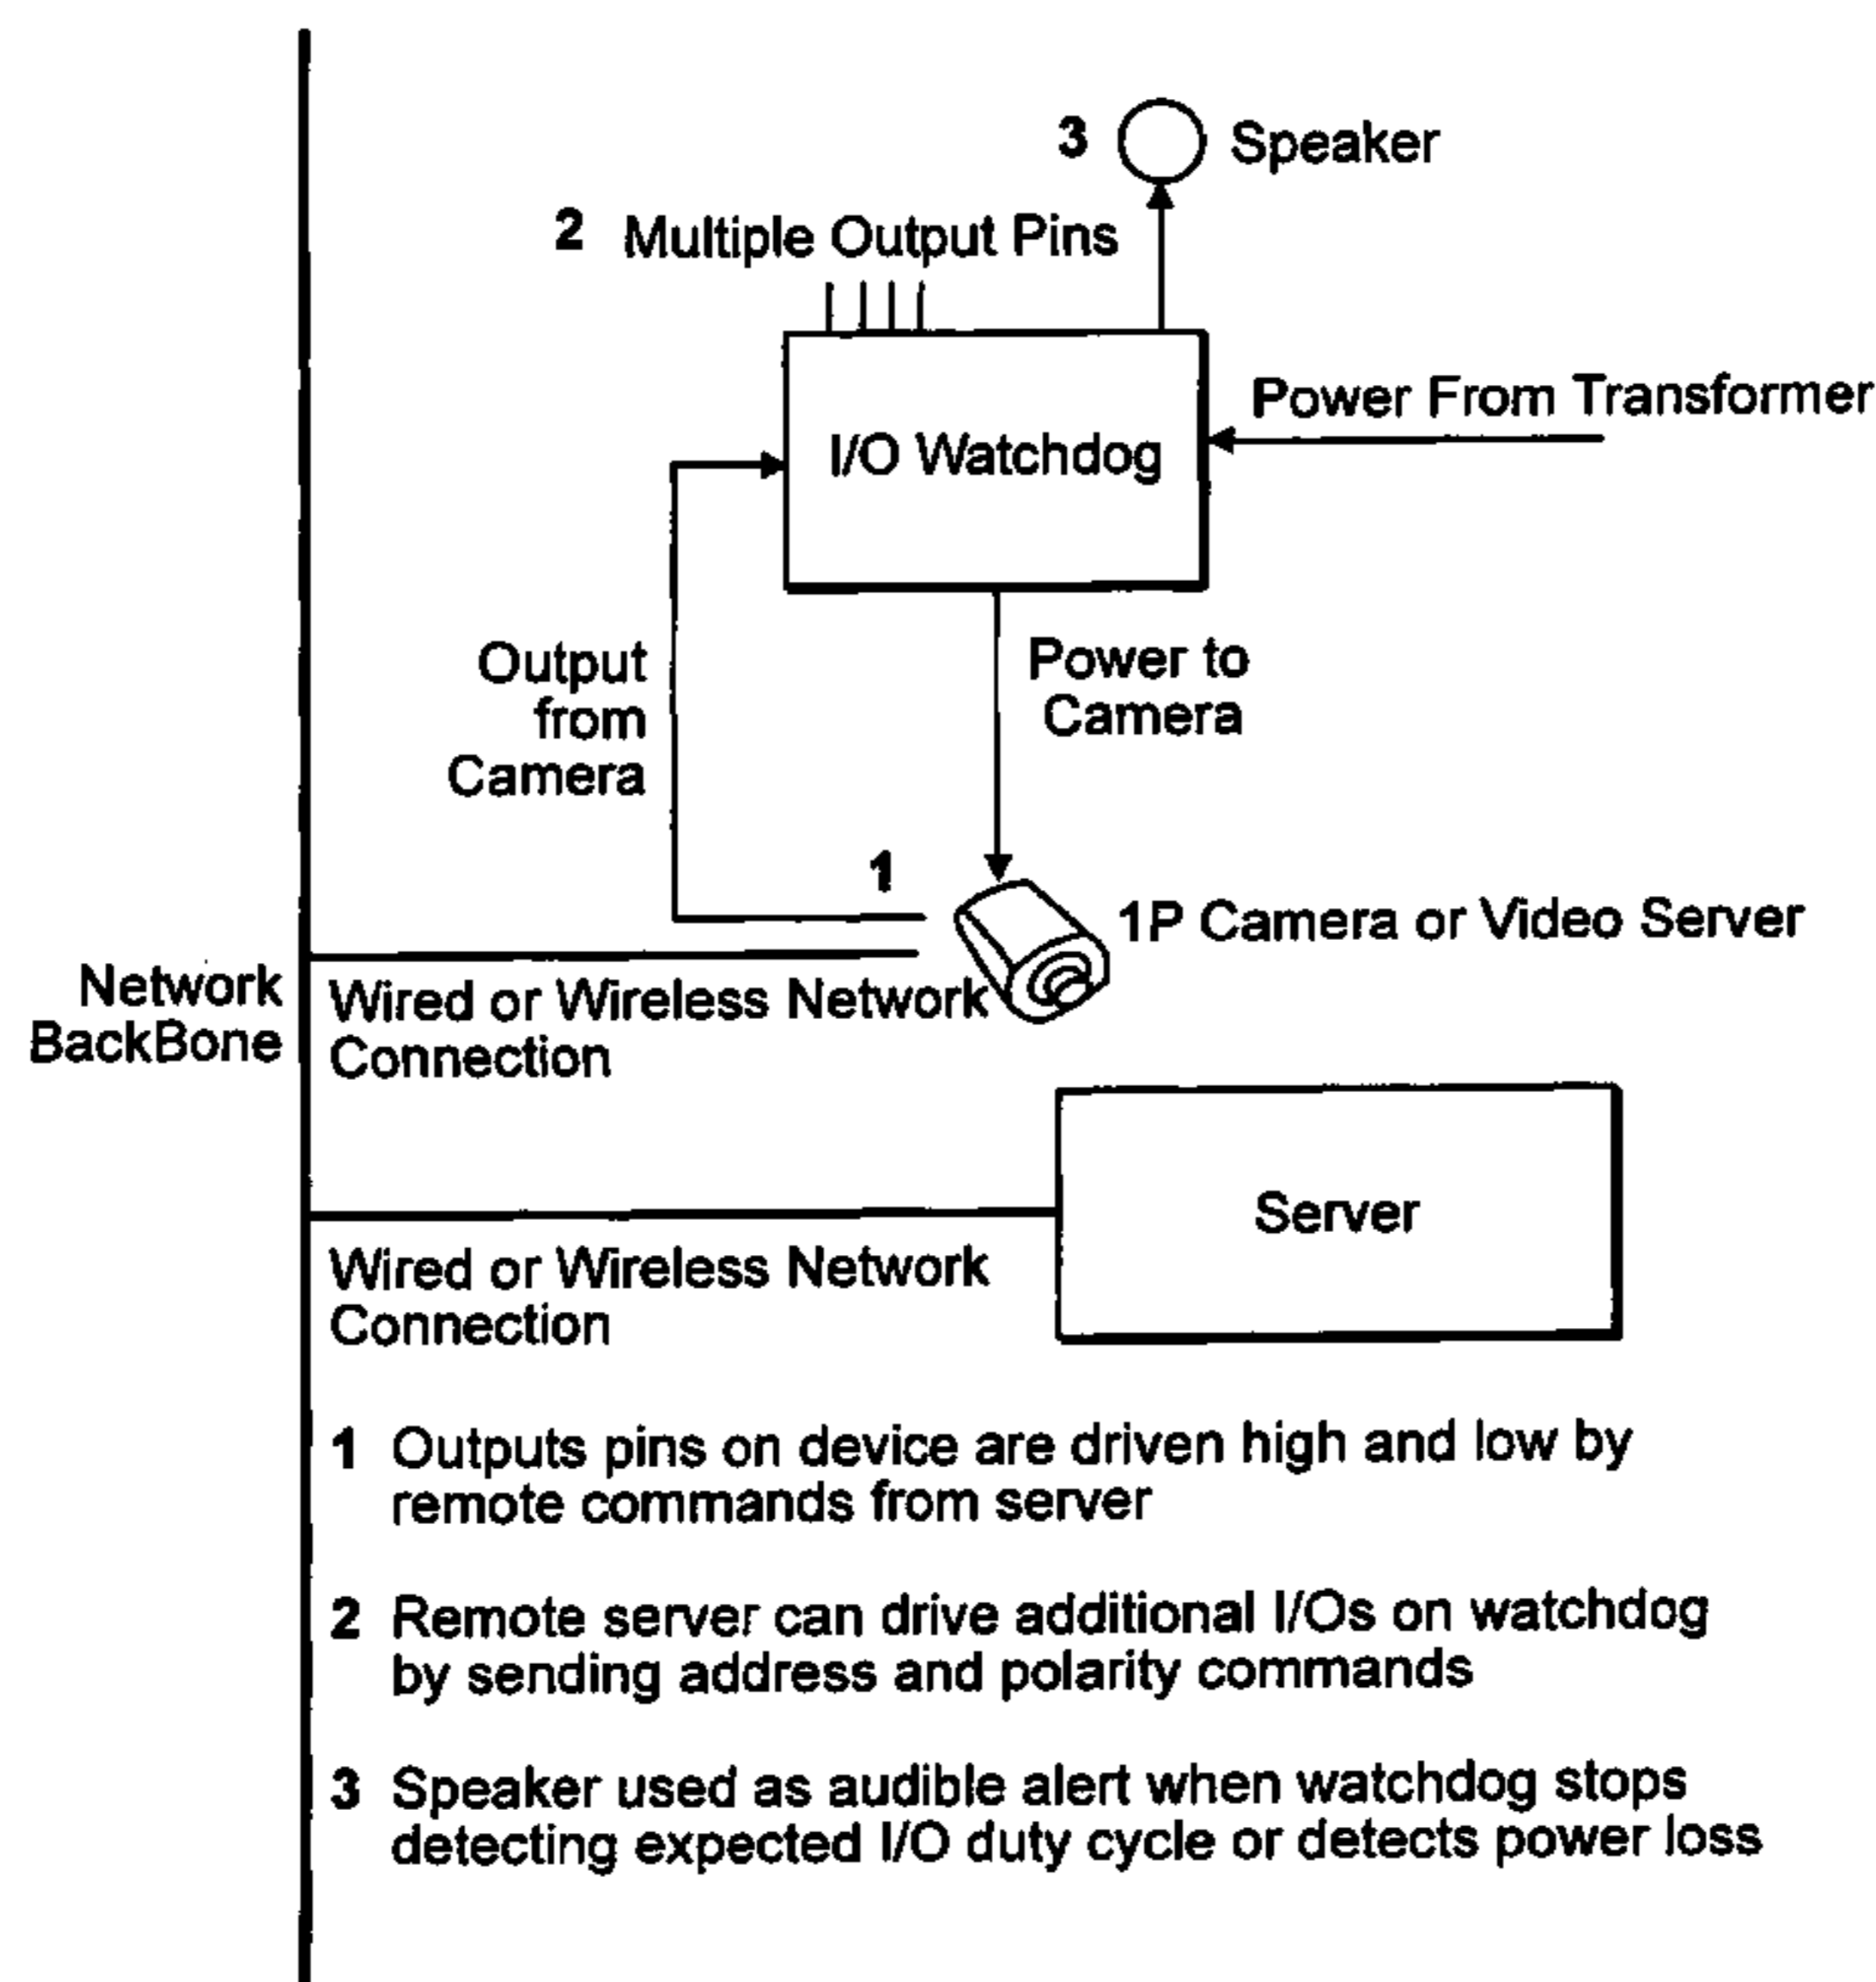 3 Speaker
2 Multiple Output Pins
Power From Transformer
I/O Watchdog
Output
from
Camera
Power to
Camera
1
1P Camera or Video Server
Network
BackBone
Wired or Wireless Network
Connection
Server
Wired or Wireless Network
Connection
1 Outputs pins on device are driven high and low by
remote commands from server
2 Remote server can drive additional I/Os on watchdog
by sending address and polarity commands
3 Speaker used as audible alert when watchdog stops
detecting expected I/O duty cycle or detects power loss